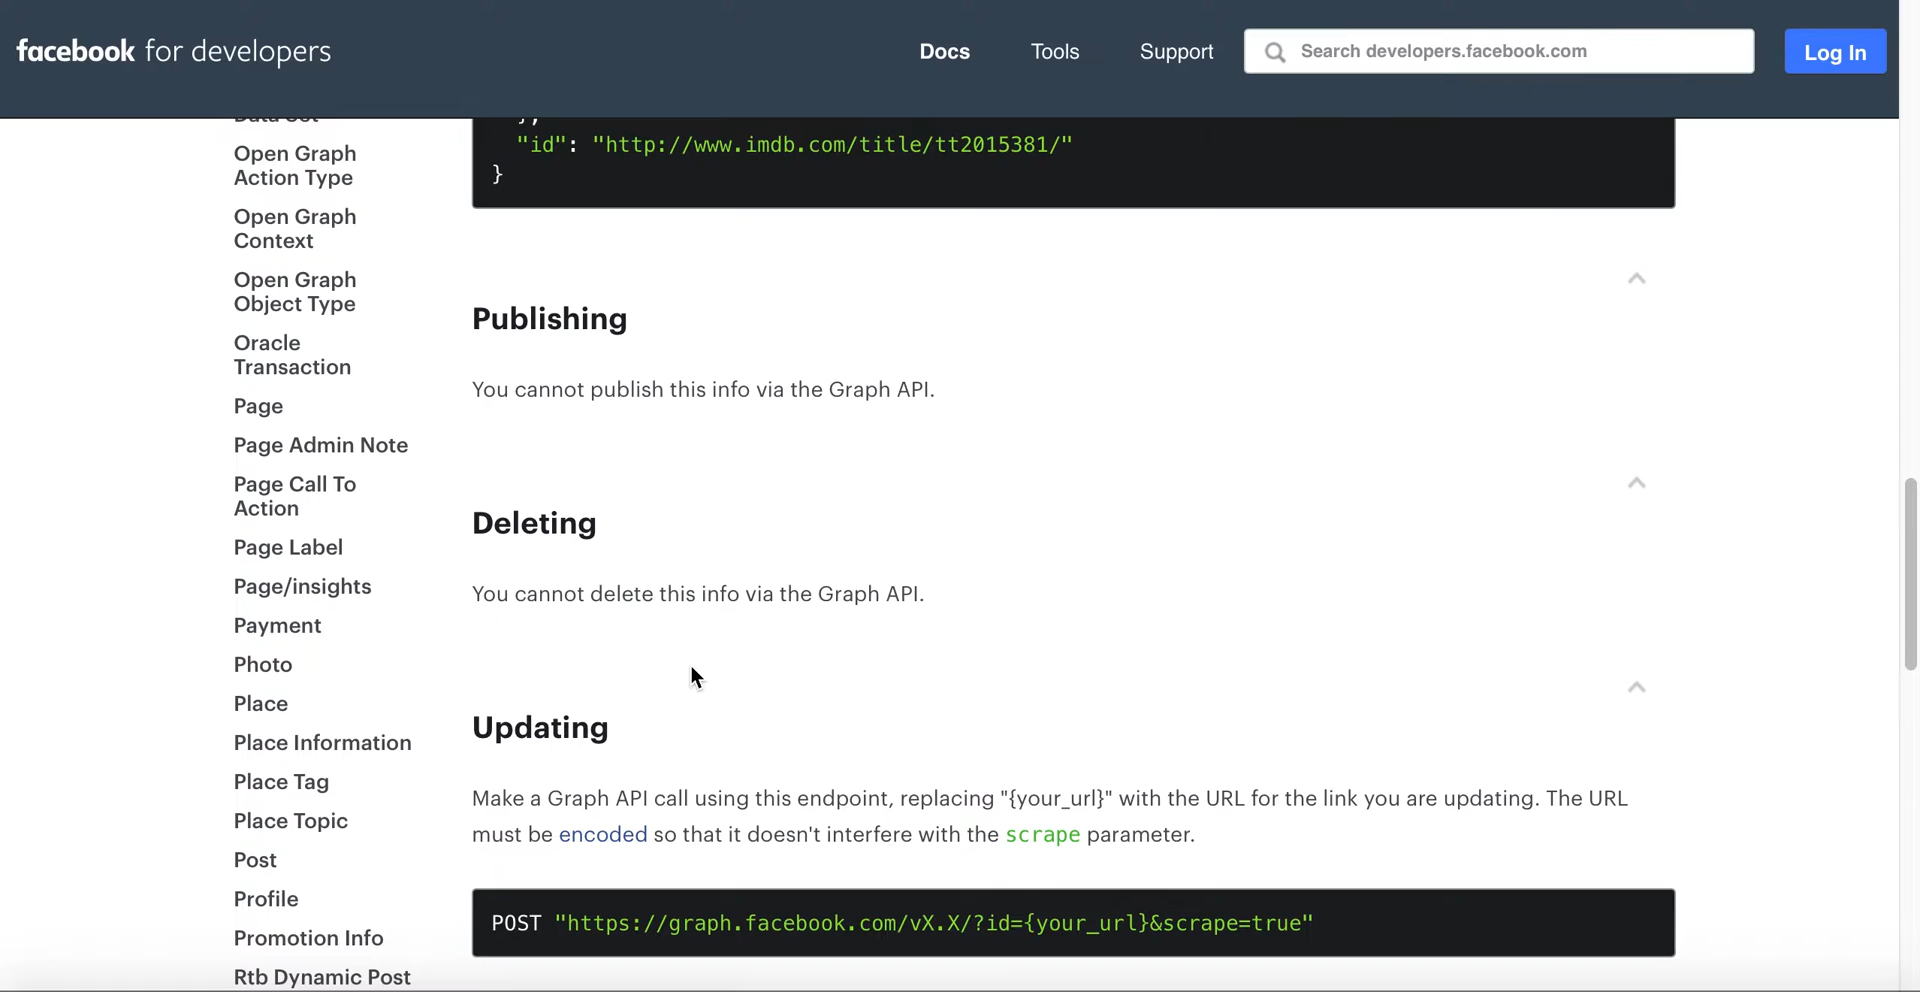 facebook for developers
Docs
Tools
Support
Search developers.facebook.com
Log In
Data Set
Open Graph
Action Type
Open Graph
Context
Open Graph
Object Type
Oracle
Transaction
Page
Page Admin Note
Page Call To
Action
Page Label
Page/insights
Payment
Photo
Place
Place Information
Place Tag
Place Topic
Post
Profile
Promotion Info
Rtb Dynamic Post
},
"id": "http://www.imdb.com/title/tt2015381/"
}
Publishing
You cannot publish this info via the Graph API.
Deleting
You cannot delete this info via the Graph API.
Updating
Make a Graph API call using this endpoint, replacing "{your_url}" with the URL for the link you are updating. The URL
must be encoded so that it doesn't interfere with the scrape parameter.
POST "https://graph.facebook.com/vX.X/?id={your_url}&scrape=true"